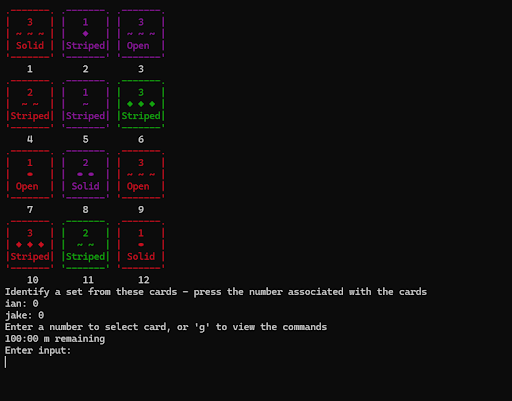 3 1 3
~ ~ ~ ◆ ~ ~ ~
Solid |Striped| Open
1 2 3
2 1 3
~ ~ ~ ◆ ◆ ◆
|Striped| |Striped| |Striped|
4 5 6
1 2 3
⬬ ⬬ ⬬ ~ ~ ~
Open Solid Open
7 8 9
3 2 1
◆ ◆ ◆ ~ ~ ⬬
|Striped| |Striped| Solid
10 11 12
Identify a set from these cards - press the number associated with the cards
ian: 0
jake: 0
Enter a number to select card, or 'g' to view the commands
100:00 m remaining
Enter input: